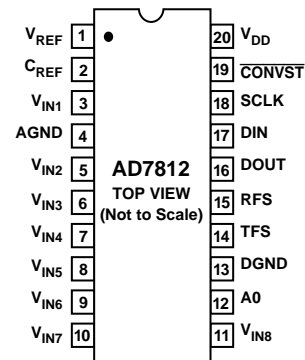 VREF 1 20 VDD
CREF 2 19 CONVST
VIN1 3 18 SCLK
AGND 4 17 DIN
VIN2 5 AD7812 16 DOUT
TOP VIEW
VIN3 6 (Not to Scale) 15 RFS
VIN4 7 14 TFS
VIN5 8 13 DGND
VIN6 9 12 A0
VIN7 10 11 VIN8